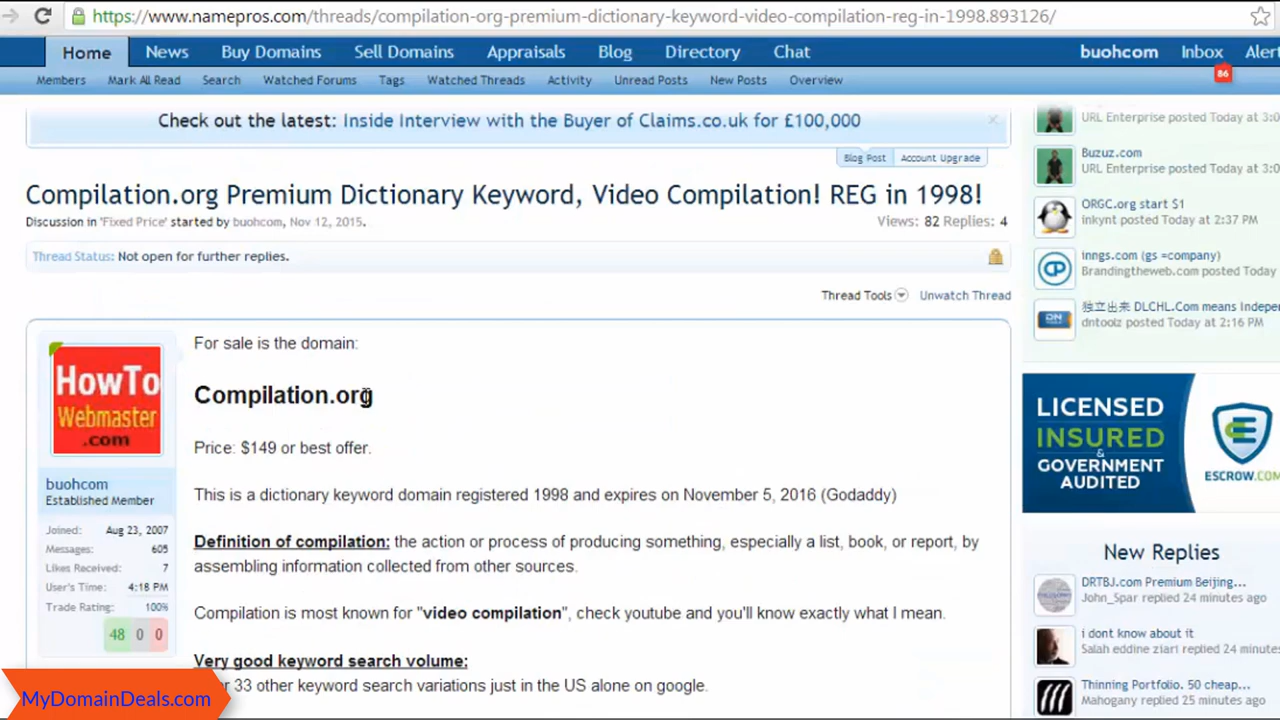 https://www.namepros.com/threads/compilation-org-premium-dictionary-keyword-video-compilation-reg-in-1998.893126/
Home News Buy Domains Sell Domains Appraisals Blog Directory Chat buohcom Inbox Alert
86
Members Mark All Read Search Watched Forums Tags Watched Threads Activity Unread Posts New Posts Overview
Check out the latest: Inside Interview with the Buyer of Claims.co.uk for £100,000
Blog Post Account Upgrade
Compilation.org Premium Dictionary Keyword, Video Compilation! REG in 1998!
Discussion in 'Fixed Price' started by buohcom, Nov 12, 2015.
Views: 82 Replies: 4
Thread Status: Not open for further replies.
Thread Tools Unwatch Thread
HowTo
Webmaster
.com
buohcom
Established Member
Joined: Aug 23, 2007
Messages: 605
Likes Received: 7
User's Time: 4:18 PM
Trade Rating: 100%
48 0 0
For sale is the domain:
Compilation.org
Price: $149 or best offer.
This is a dictionary keyword domain registered 1998 and expires on November 5, 2016 (Godaddy)
Definition of compilation: the action or process of producing something, especially a list, book, or report, by
assembling information collected from other sources.
Compilation is most known for "video compilation", check youtube and you'll know exactly what I mean.
Very good keyword search volume:
33 other keyword search variations just in the US alone on google.
MyDomainDeals.com
URL Enterprise posted Today at 3:0
Buzuz.com
URL Enterprise posted Today at 3:0
ORGC.org start $1
inkynt posted Today at 2:37 PM
inngs.com (gs =company)
Brandingtheweb.com posted Today
独立出来 DLCHL.Com means Indepen
dntoolz posted Today at 2:16 PM
LICENSED
INSURED
&
GOVERNMENT
AUDITED
ESCROW.COM
New Replies
DRTBJ.com Premium Beijing...
John_Spar replied 24 minutes ago
i dont know about it
Salah eddine ziari replied 24 minutes
Thinning Portfolio. 50 cheap...
Mahogany replied 25 minutes ago